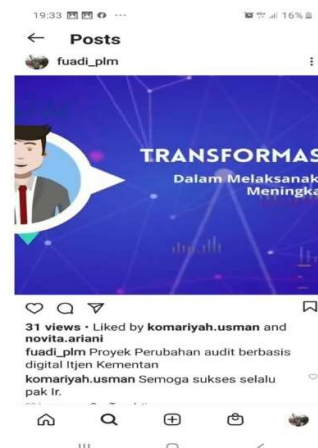 19:33
16%
Posts
fuadi_plm
TRANSFORMAS
Dalam Melaksanak
Meningka
31 views • Liked by komariyah.usman and
novita.ariani
fuadi_plm Proyek Perubahan audit berbasis
digital Itjen Kementan
komariyah.usman Semoga sukses selalu
pak Ir.